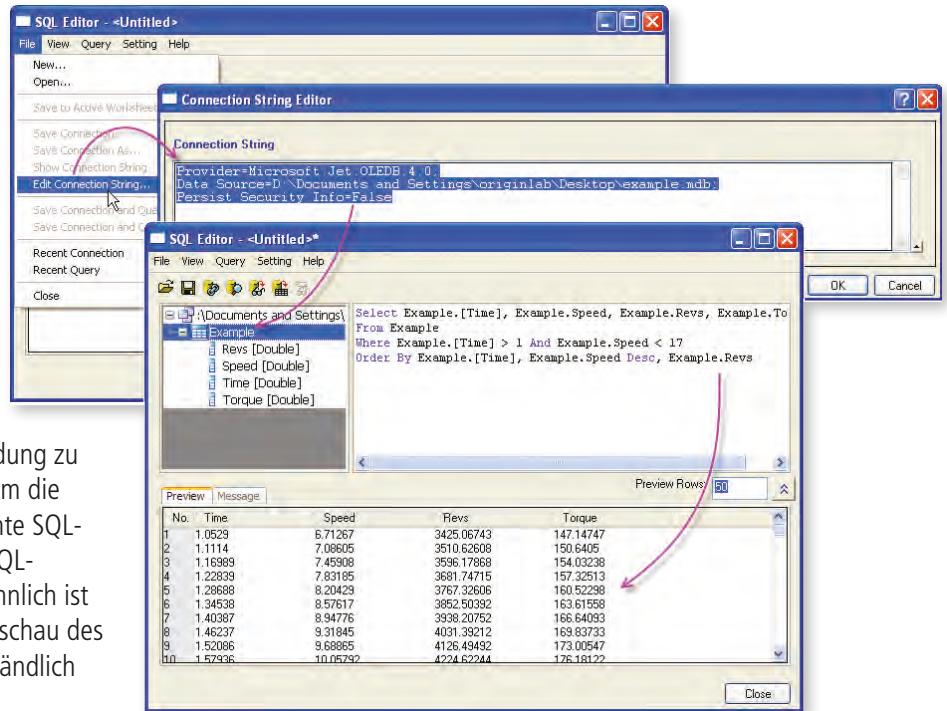 SQL Editor - <Untitled>
File View Query Setting Help
New...
Open...
Save to Active Worksheet
Save Connection
Save Connection As...
Show Connection String
Edit Connection String...
Save Connection and
Save Connection and
Recent Connection
Recent Query
Close
Connection String Editor
Connection String
Provider=Microsoft.Jet.OLEDB.4.0;
Data Source=D:\Documents and Settings\originlab\Desktop\example.mdb;
Persist Security Info=False
OK Cancel
SQL Editor - <Untitled>*
File View Query Setting Help
:\Documents and Settings\
Example
Revs [Double]
Speed [Double]
Time [Double]
Torque [Double]
Select Example.[Time], Example.Speed, Example.Revs, Example.To
From Example
Where Example.[Time] > 1 And Example.Speed < 17
Order By Example.[Time], Example.Speed Desc, Example.Revs
Preview Message
Preview Rows: 50
No. Time Speed Revs Torque
1 1.0529 6.71267 3425.06743 147.14747
2 1.1114 7.08605 3510.62608 150.6405
3 1.16989 7.45908 3596.17868 154.03238
4 1.22839 7.83185 3681.74715 157.32513
5 1.28688 8.20429 3767.32606 160.52298
6 1.34538 8.57617 3852.50392 163.61558
7 1.40387 8.94776 3938.20752 166.64093
8 1.46237 9.31845 4031.39212 169.83733
9 1.52086 9.68865 4126.49492 173.00547
10 1.57936 10.05792 4224.62244 176.18122
Close
dung zu
m die
nte SQL-
QL-
nnlich ist
schau des
ändlich